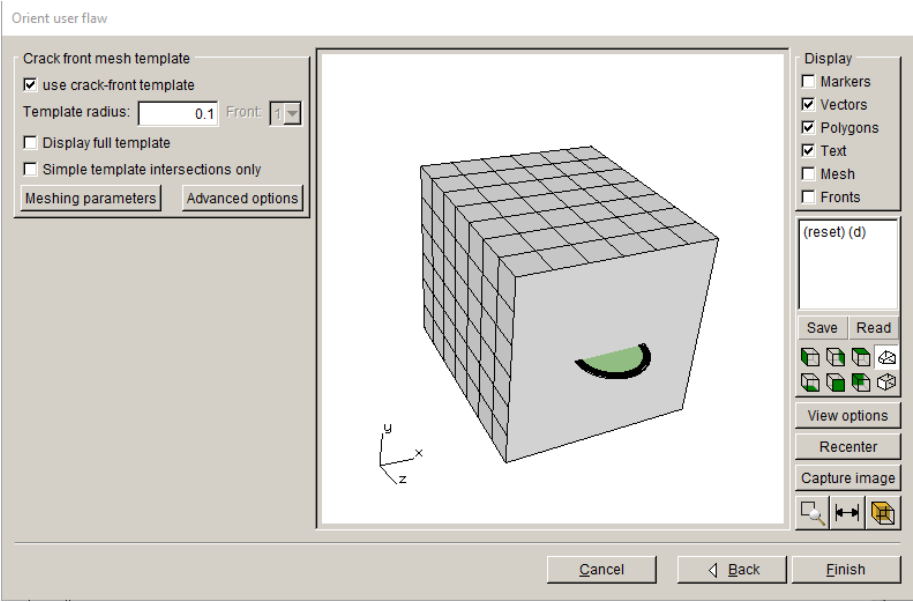 Orient user flaw
Crack front mesh template
use crack-front template
Template radius: 0.1 Front: 1
Display full template
Simple template intersections only
Meshing parameters Advanced options
y
x
z
Display
Markers
Vectors
Polygons
Text
Mesh
Fronts
(reset) (d)
Save Read
View options
Recenter
Capture image
Cancel Back Finish